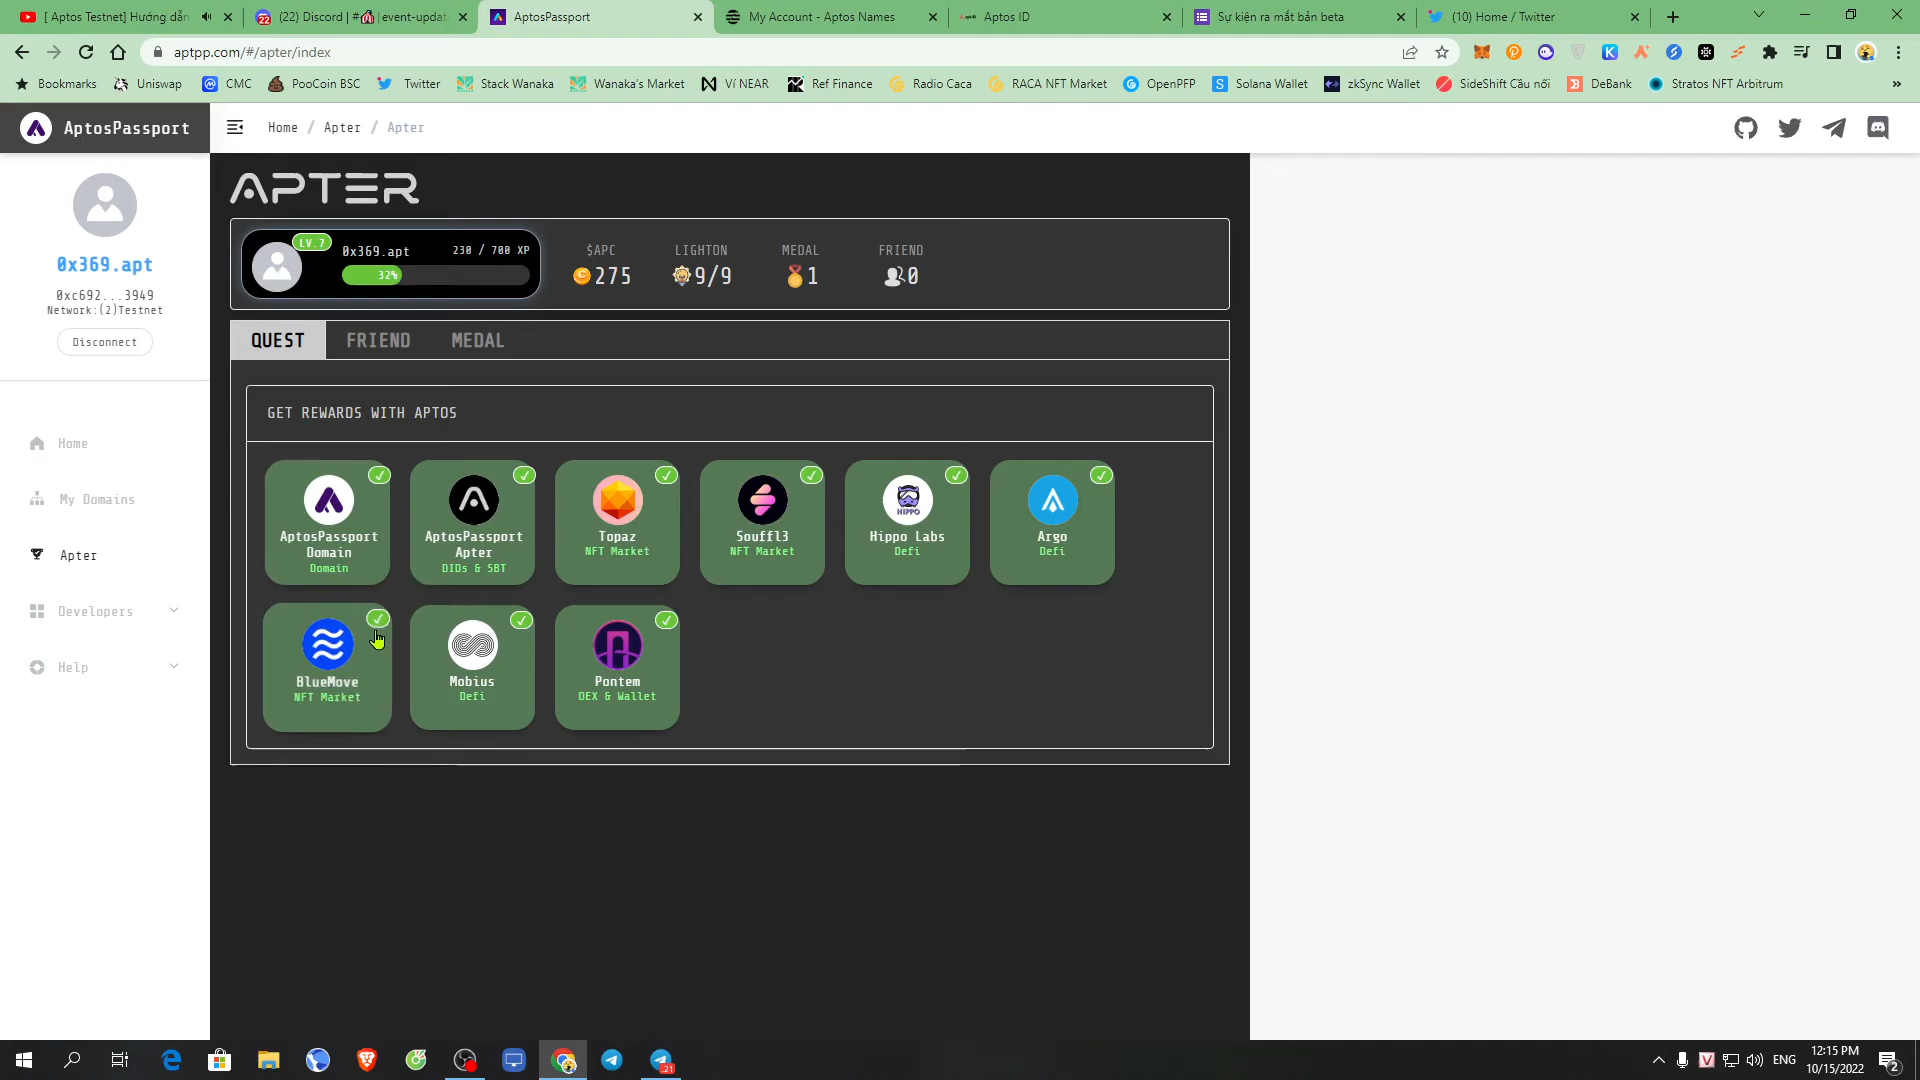 [ Aptos Testnet] Hướng dẫn
(22) Discord | #🎪|event-updat
AptosPassport
My Account - Aptos Names
Aptos ID
Sự kiện ra mắt bản beta
(10) Home / Twitter
aptpp.com/#/apter/index
Bookmarks
Uniswap
CMC
PooCoin BSC
Twitter
Stack Wanaka
Wanaka's Market
Ví NEAR
Ref Finance
Radio Caca
RACA NFT Market
OpenPFP
Solana Wallet
zkSync Wallet
SideShift Cầu nối
DeBank
Stratos NFT Arbitrum
»
AptosPassport
Home / Apter / Apter
0x369.apt
0xc692...3949
Network:(2)Testnet
Disconnect
Home
My Domains
Apter
Developers
Help
APTER
LV.7
0x369.apt
230 / 700 XP
32%
$APC
275
LIGHTON
9/9
MEDAL
1
FRIEND
0
QUEST
FRIEND
MEDAL
GET REWARDS WITH APTOS
AptosPassport
Domain
Domain
AptosPassport
Apter
DIDs & SBT
Topaz
NFT Market
Souffl3
NFT Market
HIPPO
Hippo Labs
Defi
Argo
Defi
BlueMove
NFT Market
Mobius
Defi
Pontem
DEX & Wallet
ENG
12:15 PM
10/15/2022
2